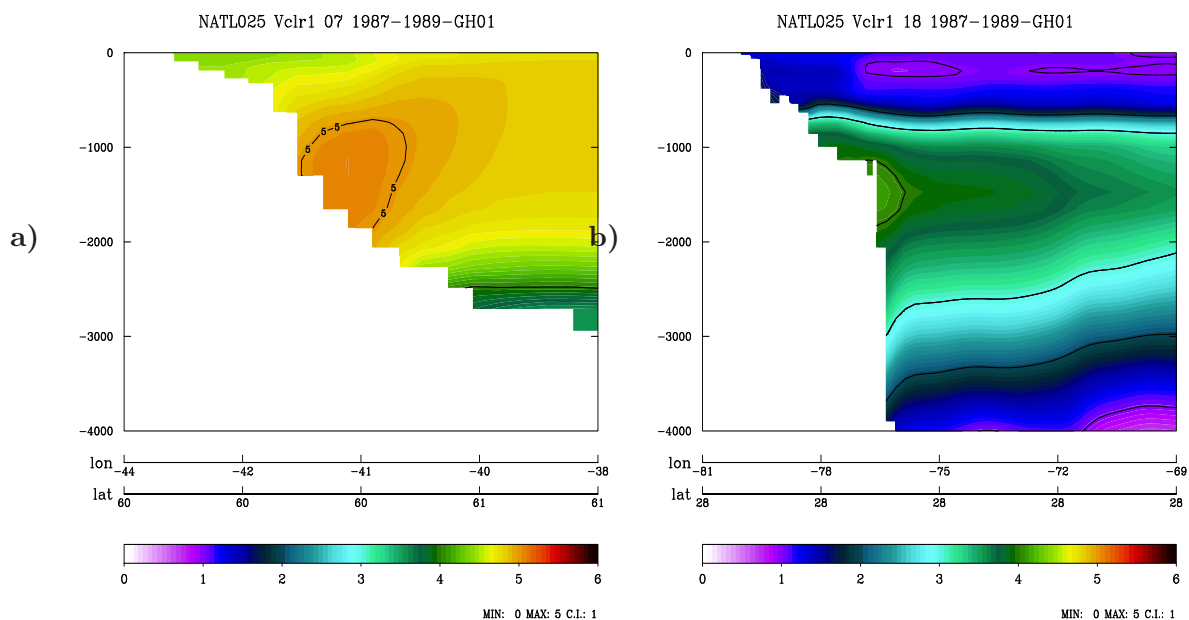 NATL025 Vclr1 07 1987-1989-GH01
0
-1000
-2000
-3000
-4000
5
5
5
5
5
a)
lon
-44 -42 -41 -40 -38
lat
60 60 60 61 61
0 1 2 3 4 5 6
MIN: 0 MAX: 5 C.I.: 1
NATL025 Vclr1 18 1987-1989-GH01
0
-1000
-2000
-3000
-4000
b)
lon
-81 -78 -75 -72 -69
lat
28 28 28 28 28
0 1 2 3 4 5 6
MIN: 0 MAX: 5 C.I.: 1